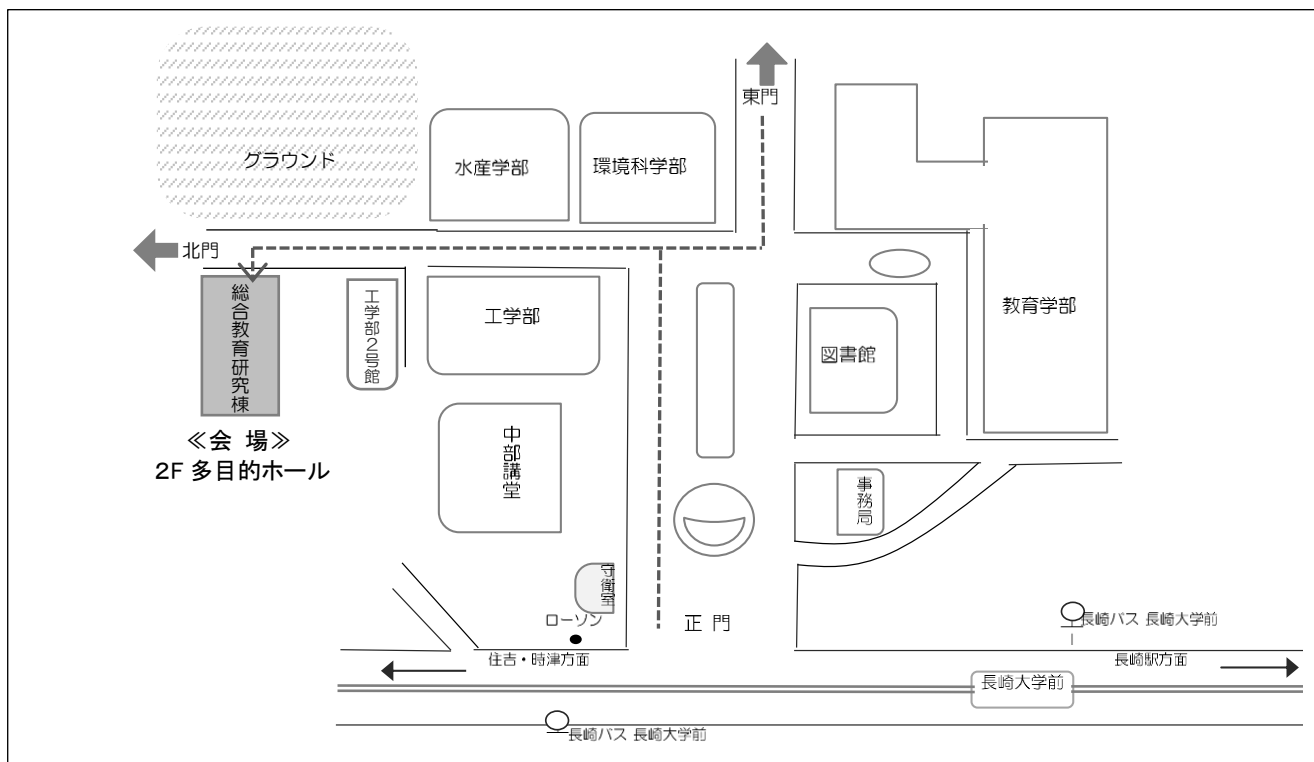 東門
グラウンド
水産学部
環境科学部
北門
総合教育研究棟
工学部２号館
工学部
教育学部
図書館
≪会 場≫
2F 多目的ホール
中部講堂
事務局
守衛室
ローソン
正 門
長崎バス 長崎大学前
住吉・時津方面
長崎駅方面
長崎大学前
長崎バス 長崎大学前